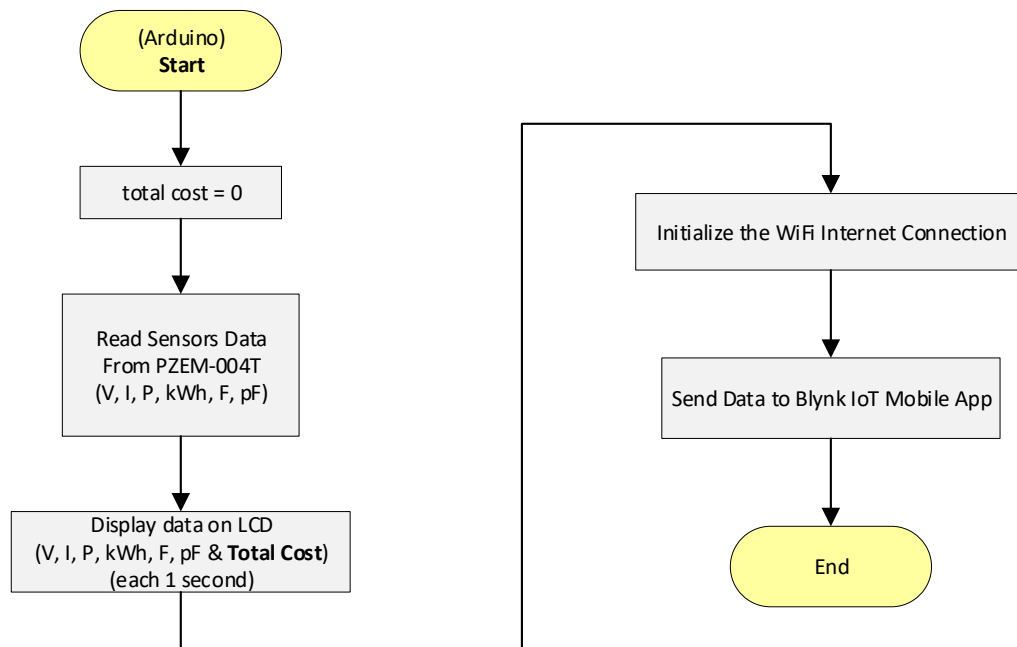 (Arduino)
Start
total cost = 0
Read Sensors Data
From PZEM-004T
(V, I, P, kWh, F, pF)
Display data on LCD
(V, I, P, kWh, F, pF & Total Cost)
(each 1 second)
Initialize the WiFi Internet Connection
Send Data to Blynk IoT Mobile App
End